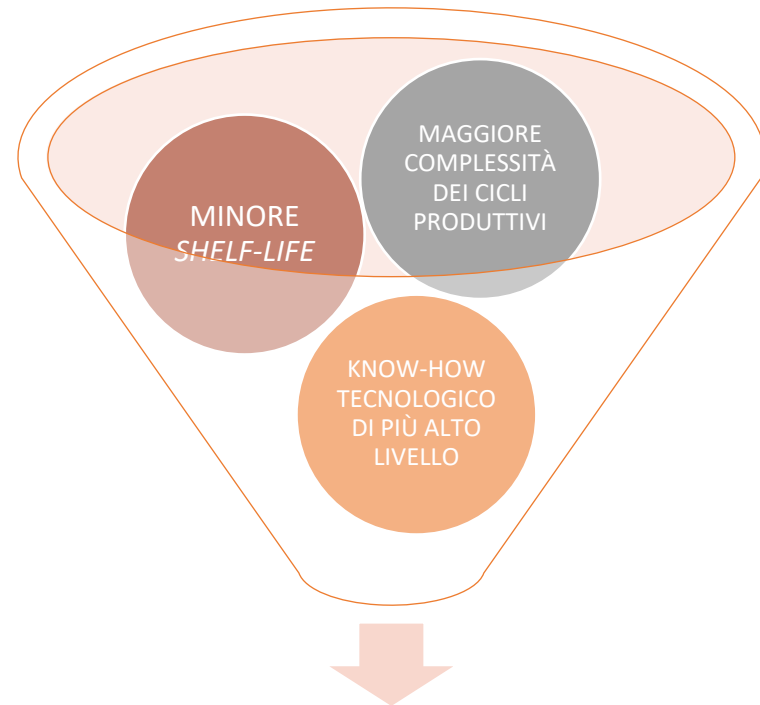 MINORE
SHELF-LIFE
MAGGIORE
COMPLESSITÀ
DEI CICLI
PRODUTTIVI
KNOW-HOW
TECNOLOGICO
DI PIÙ ALTO
LIVELLO